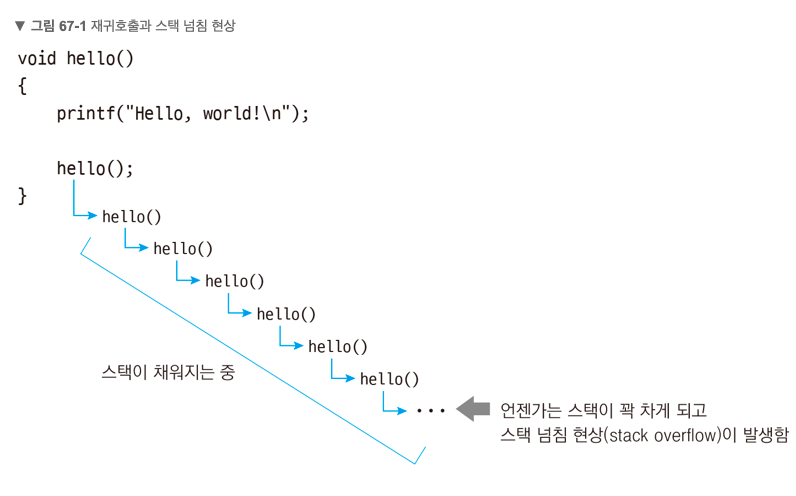 ▼ 그림 67-1 재귀호출과 스택 넘침 현상
void hello()
{
    printf("Hello, world!\n");
    hello();
}
hello()
hello()
hello()
hello()
hello()
hello()
...
스택이 채워지는 중
언젠가는 스택이 꽉 차게 되고
스택 넘침 현상(stack overflow)이 발생함